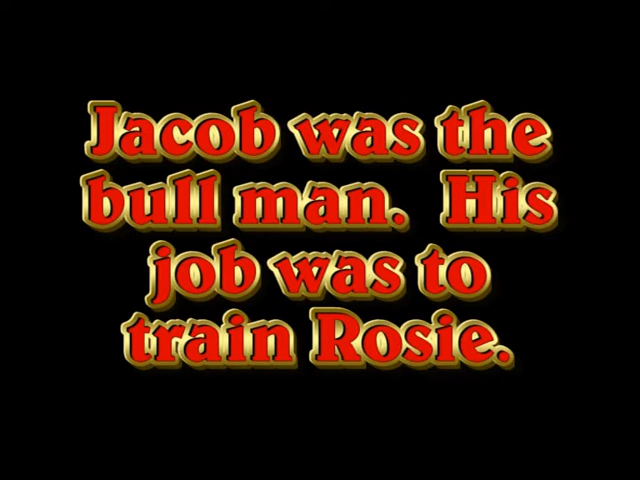 Jacob was the
bull man.  His
job was to
train Rosie.